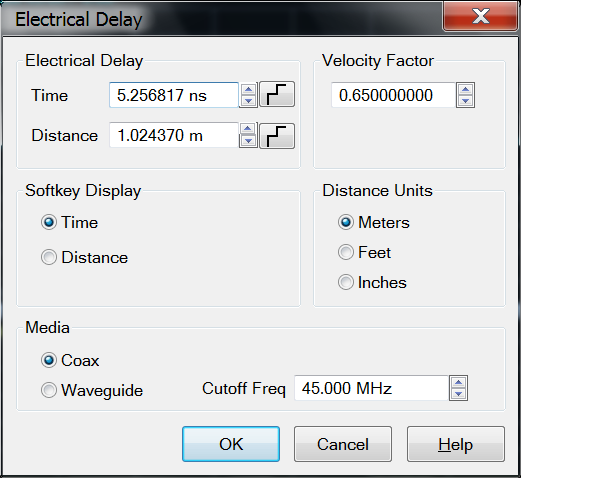 Electrical Delay
Electrical Delay
Velocity Factor
Time 5.256817 ns
0.650000000
Distance 1.024370 m
Softkey Display
Distance Units
Time
Meters
Distance
Feet
Inches
Media
Coax
Waveguide Cutoff Freq 45.000 MHz
OK Cancel Help